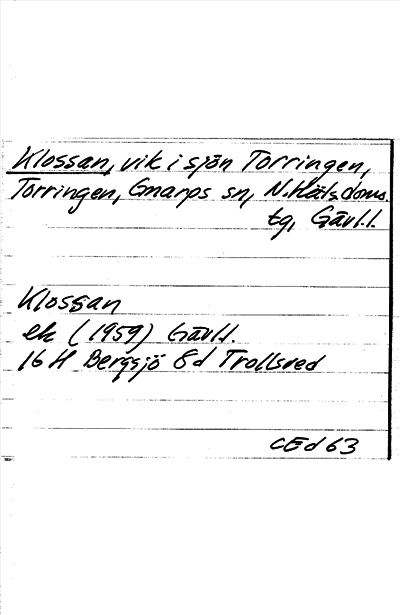 Klossan, vik i sjön Torringen,
Torringen, Gnarps sn, N. Häls. doms.
tg, Gävl.l.
Klossan
ek (1959) Gävl.l.
16 H Bergsjö 8d Trollsved
CEd 63